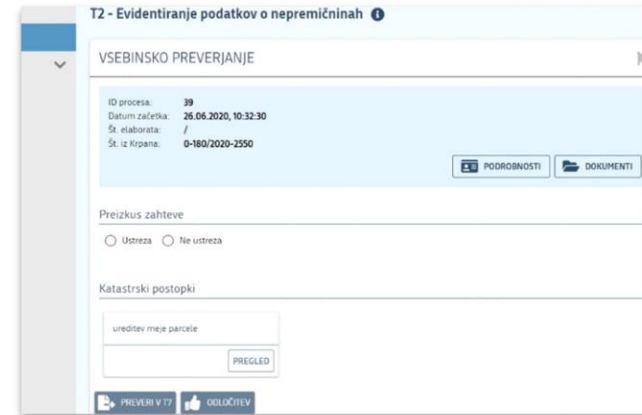 T2 - Evidentiranje podatkov o nepremičninah
VSEBINSKO PREVERJANJE
ID procesa: 39
Datum začetka: 26.06.2020, 10:32:30
Št. elaborata: /
Št. iz Krpana: 0-180/2020-2550
PODROBNOSTI DOKUMENTI
Preizkus zahteve
Ustreza Ne ustreza
Katastrski postopki
ureditev meje parcele
PREGLED
PREVERI V T7 ODLOČITEV